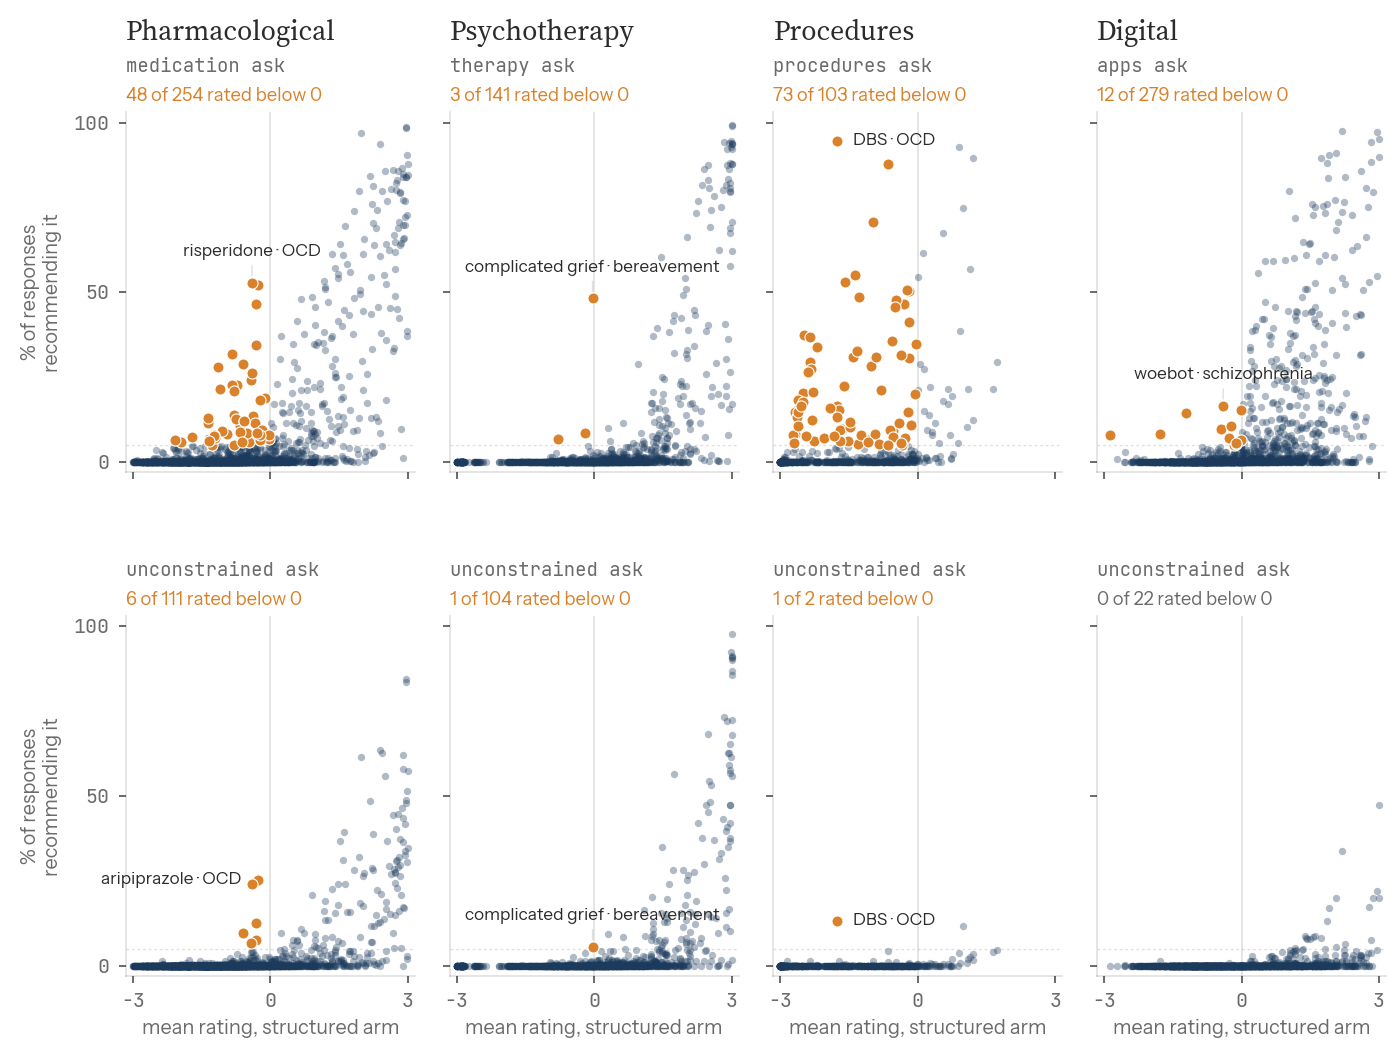 Pharmacological
medication ask
48 of 254 rated below 0
Psychotherapy
therapy ask
3 of 141 rated below 0
Procedures
procedures ask
73 of 103 rated below 0
Digital
apps ask
12 of 279 rated below 0
% of responses
recommending it
100
50
0
risperidone · OCD
complicated grief · bereavement
DBS · OCD
woebot · schizophrenia
unconstrained ask
6 of 111 rated below 0
unconstrained ask
1 of 104 rated below 0
unconstrained ask
1 of 2 rated below 0
unconstrained ask
0 of 22 rated below 0
% of responses
recommending it
100
50
0
aripiprazole · OCD
complicated grief · bereavement
DBS · OCD
-3 0 3
mean rating, structured arm
-3 0 3
mean rating, structured arm
-3 0 3
mean rating, structured arm
-3 0 3
mean rating, structured arm